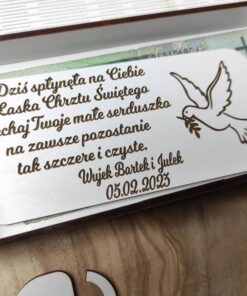 Dziś spłynęła na Ciebie
Łaska Chrztu Świętego
niechaj Twoje małe serduszko
na zawsze pozostanie
tak szczere i czyste.
Wujek Bartek i Julek
05.02.2023